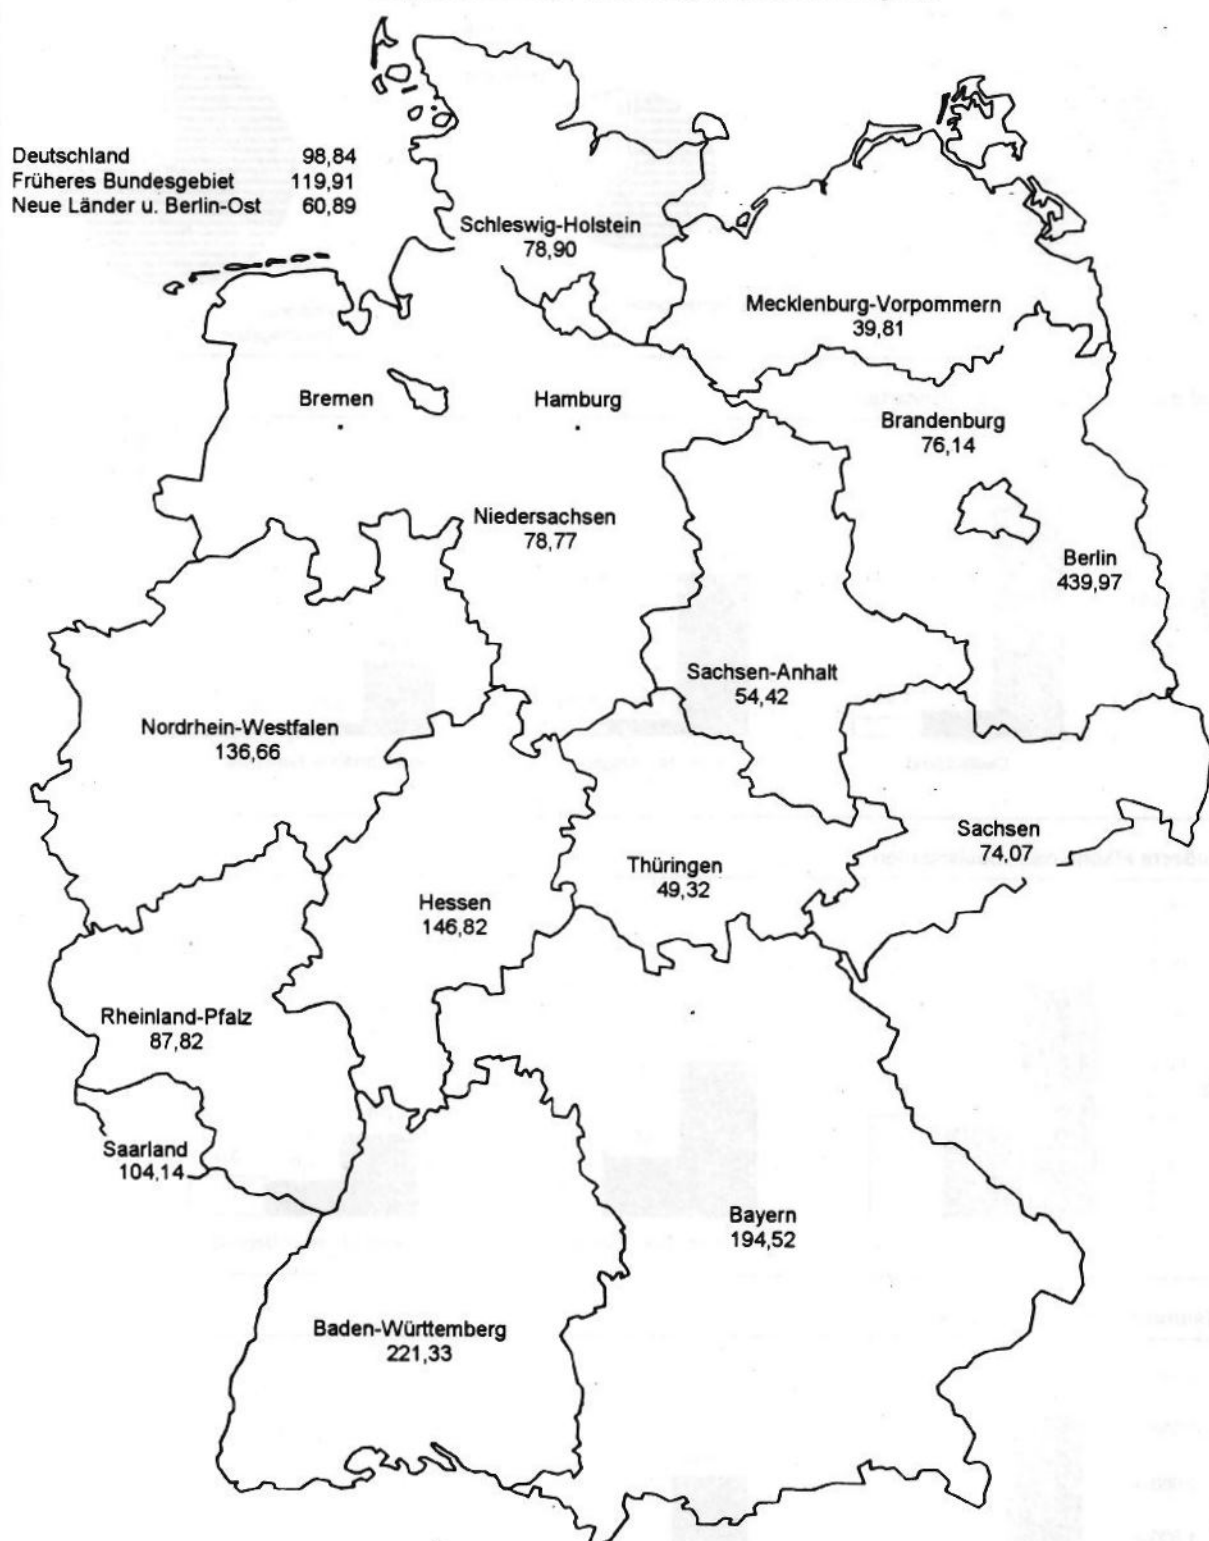 Deutschland 98,84
Früheres Bundesgebiet 119,91
Neue Länder u. Berlin-Ost 60,89
Schleswig-Holstein
78,90
Mecklenburg-Vorpommern
39,81
Bremen
Hamburg
Brandenburg
76,14
Niedersachsen
78,77
Berlin
439,97
Sachsen-Anhalt
54,42
Nordrhein-Westfalen
136,66
Sachsen
74,07
Thüringen
49,32
Hessen
146,82
Rheinland-Pfalz
87,82
Saarland
104,14
Bayern
194,52
Baden-Württemberg
221,33